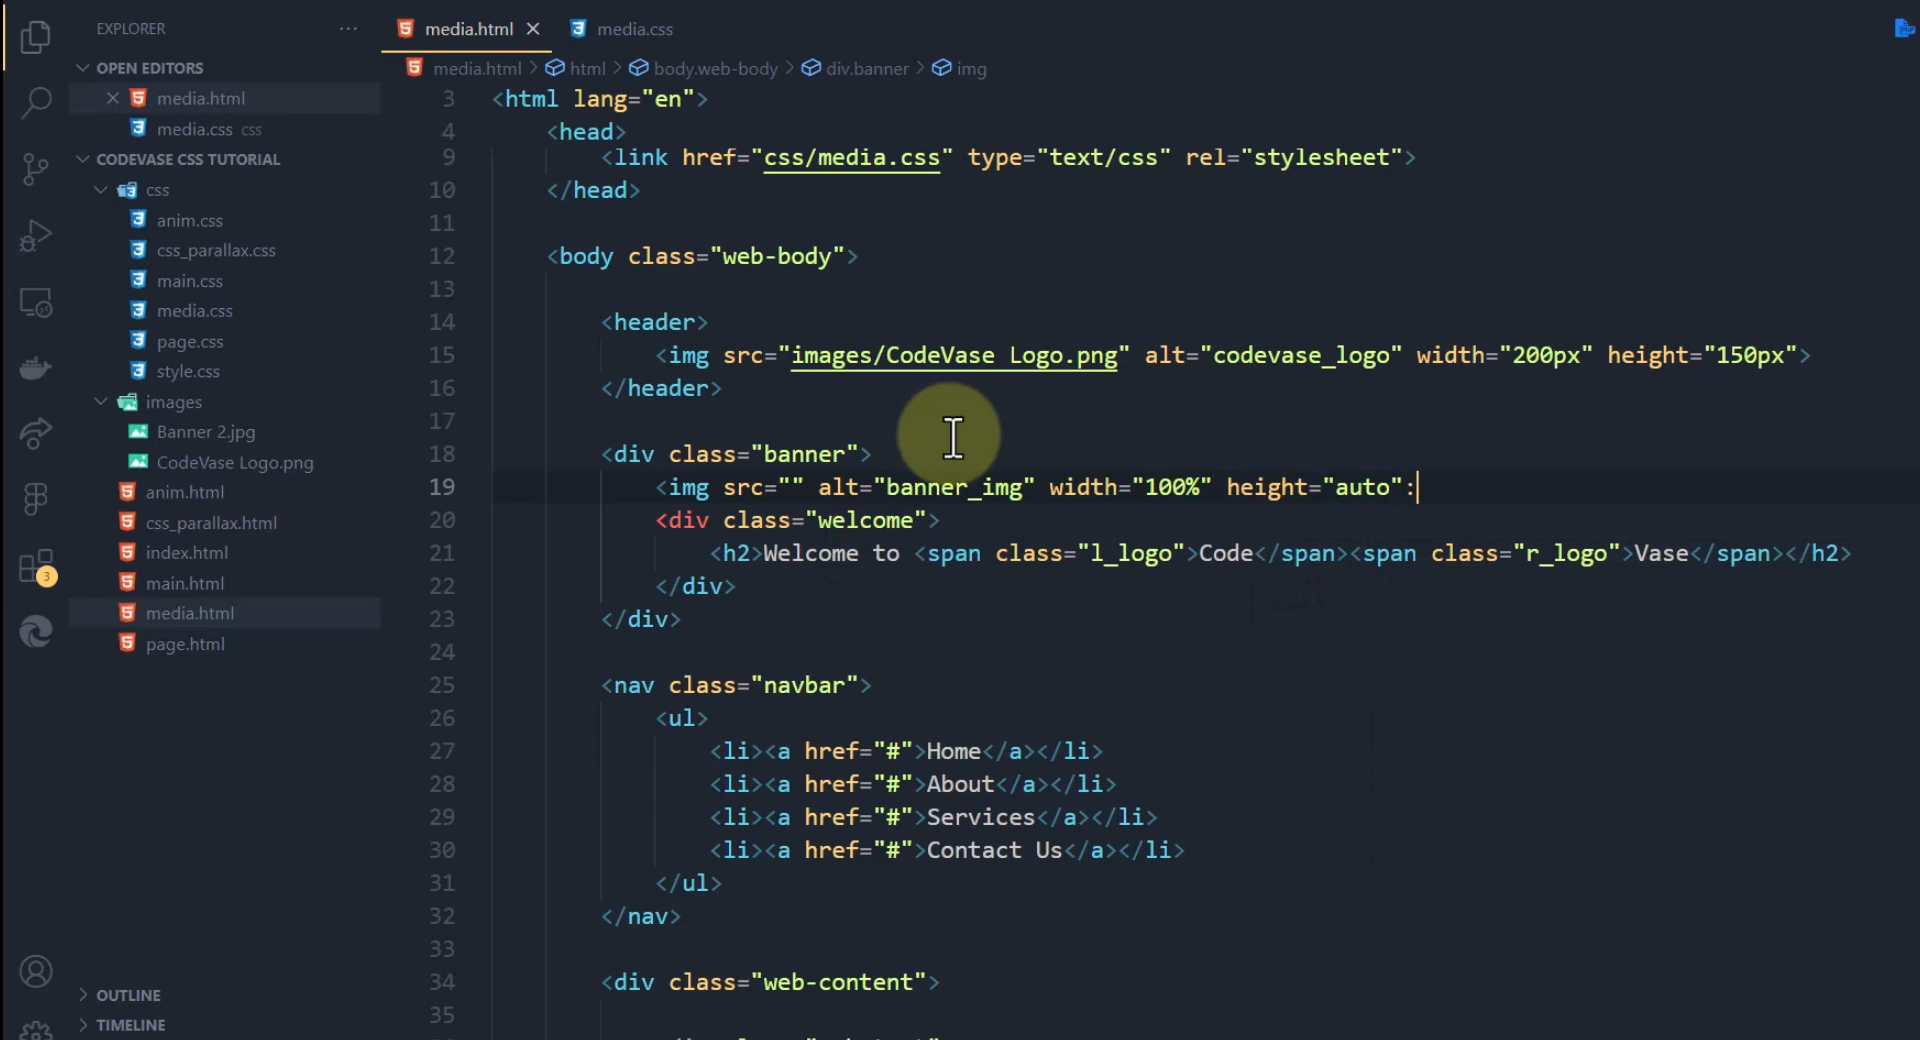 EXPLORER
OPEN EDITORS
media.html
media.css css
CODEVASE CSS TUTORIAL
css
anim.css
css_parallax.css
main.css
media.css
page.css
style.css
images
Banner 2.jpg
CodeVase Logo.png
anim.html
css_parallax.html
index.html
main.html
media.html
page.html
OUTLINE
TIMELINE
3
media.html media.css
media.html > html > body.web-body > div.banner > img
3 <html lang="en">
4 <head>
9 <link href="css/media.css" type="text/css" rel="stylesheet">
10 </head>
11
12 <body class="web-body">
13
14 <header>
15 <img src="images/CodeVase Logo.png" alt="codevase_logo" width="200px" height="150px">
16 </header>
17
18 <div class="banner">
19 <img src="" alt="banner_img" width="100%" height="auto":
20 <div class="welcome">
21 <h2>Welcome to <span class="l_logo">Code</span><span class="r_logo">Vase</span></h2>
22 </div>
23 </div>
24
25 <nav class="navbar">
26 <ul>
27 <li><a href="#">Home</a></li>
28 <li><a href="#">About</a></li>
29 <li><a href="#">Services</a></li>
30 <li><a href="#">Contact Us</a></li>
31 </ul>
32 </nav>
33
34 <div class="web-content">
35